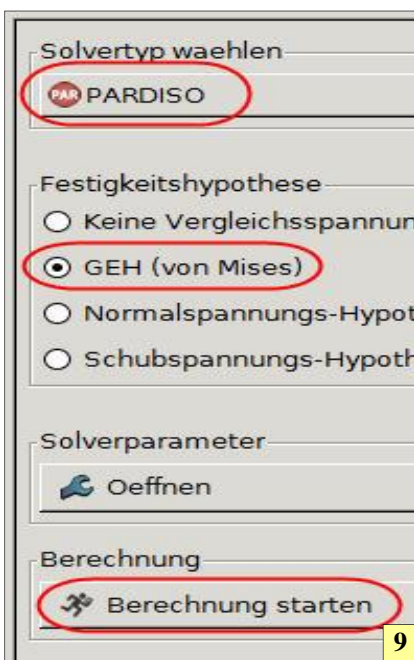 Solvertyp waehlen
PAR PARDISO
Festigkeitshypothese
Keine Vergleichsspannun
GEH (von Mises)
Normalspannungs-Hypot
Schubspannungs-Hypoth
Solverparameter
Oeffnen
Berechnung
Berechnung starten
9